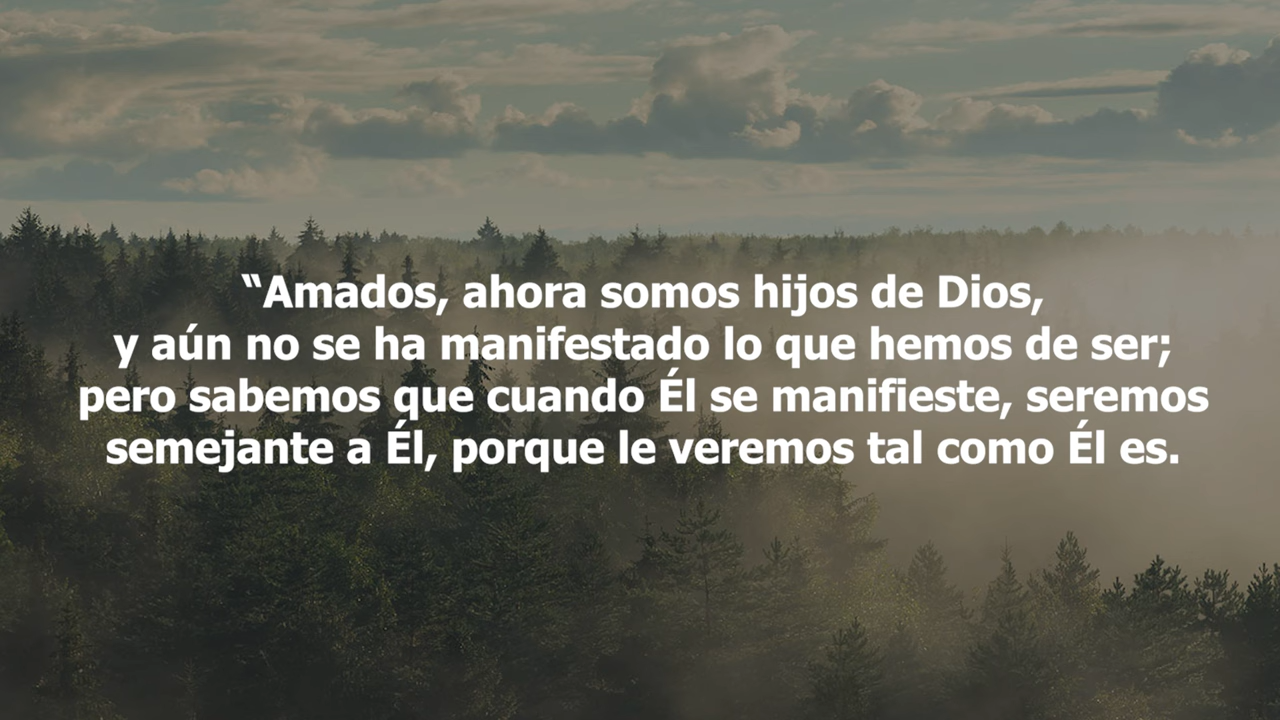 “Amados, ahora somos hijos de Dios,
y aún no se ha manifestado lo que hemos de ser;
pero sabemos que cuando Él se manifieste, seremos
semejante a Él, porque le veremos tal como Él es.